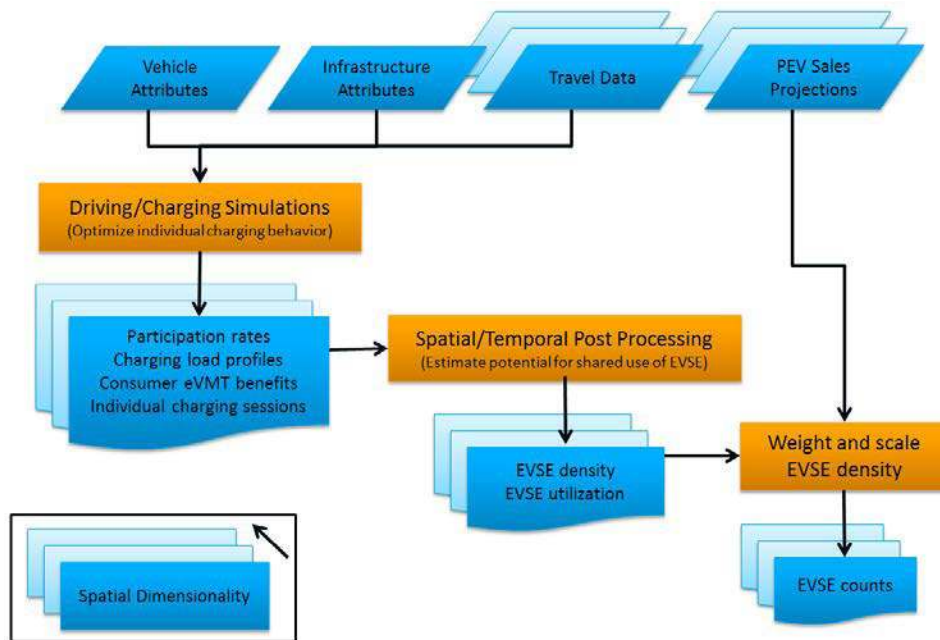 Vehicle
Attributes
Infrastructure
Attributes
Travel Data
PEV Sales
Projections
Driving/Charging Simulations
(Optimize individual charging behavior)
Participation rates
Charging load profiles
Consumer eVMT benefits
Individual charging sessions
Spatial/Temporal Post Processing
(Estimate potential for shared use of EVSE)
EVSE density
EVSE utilization
Weight and scale
EVSE density
EVSE counts
Spatial Dimensionality